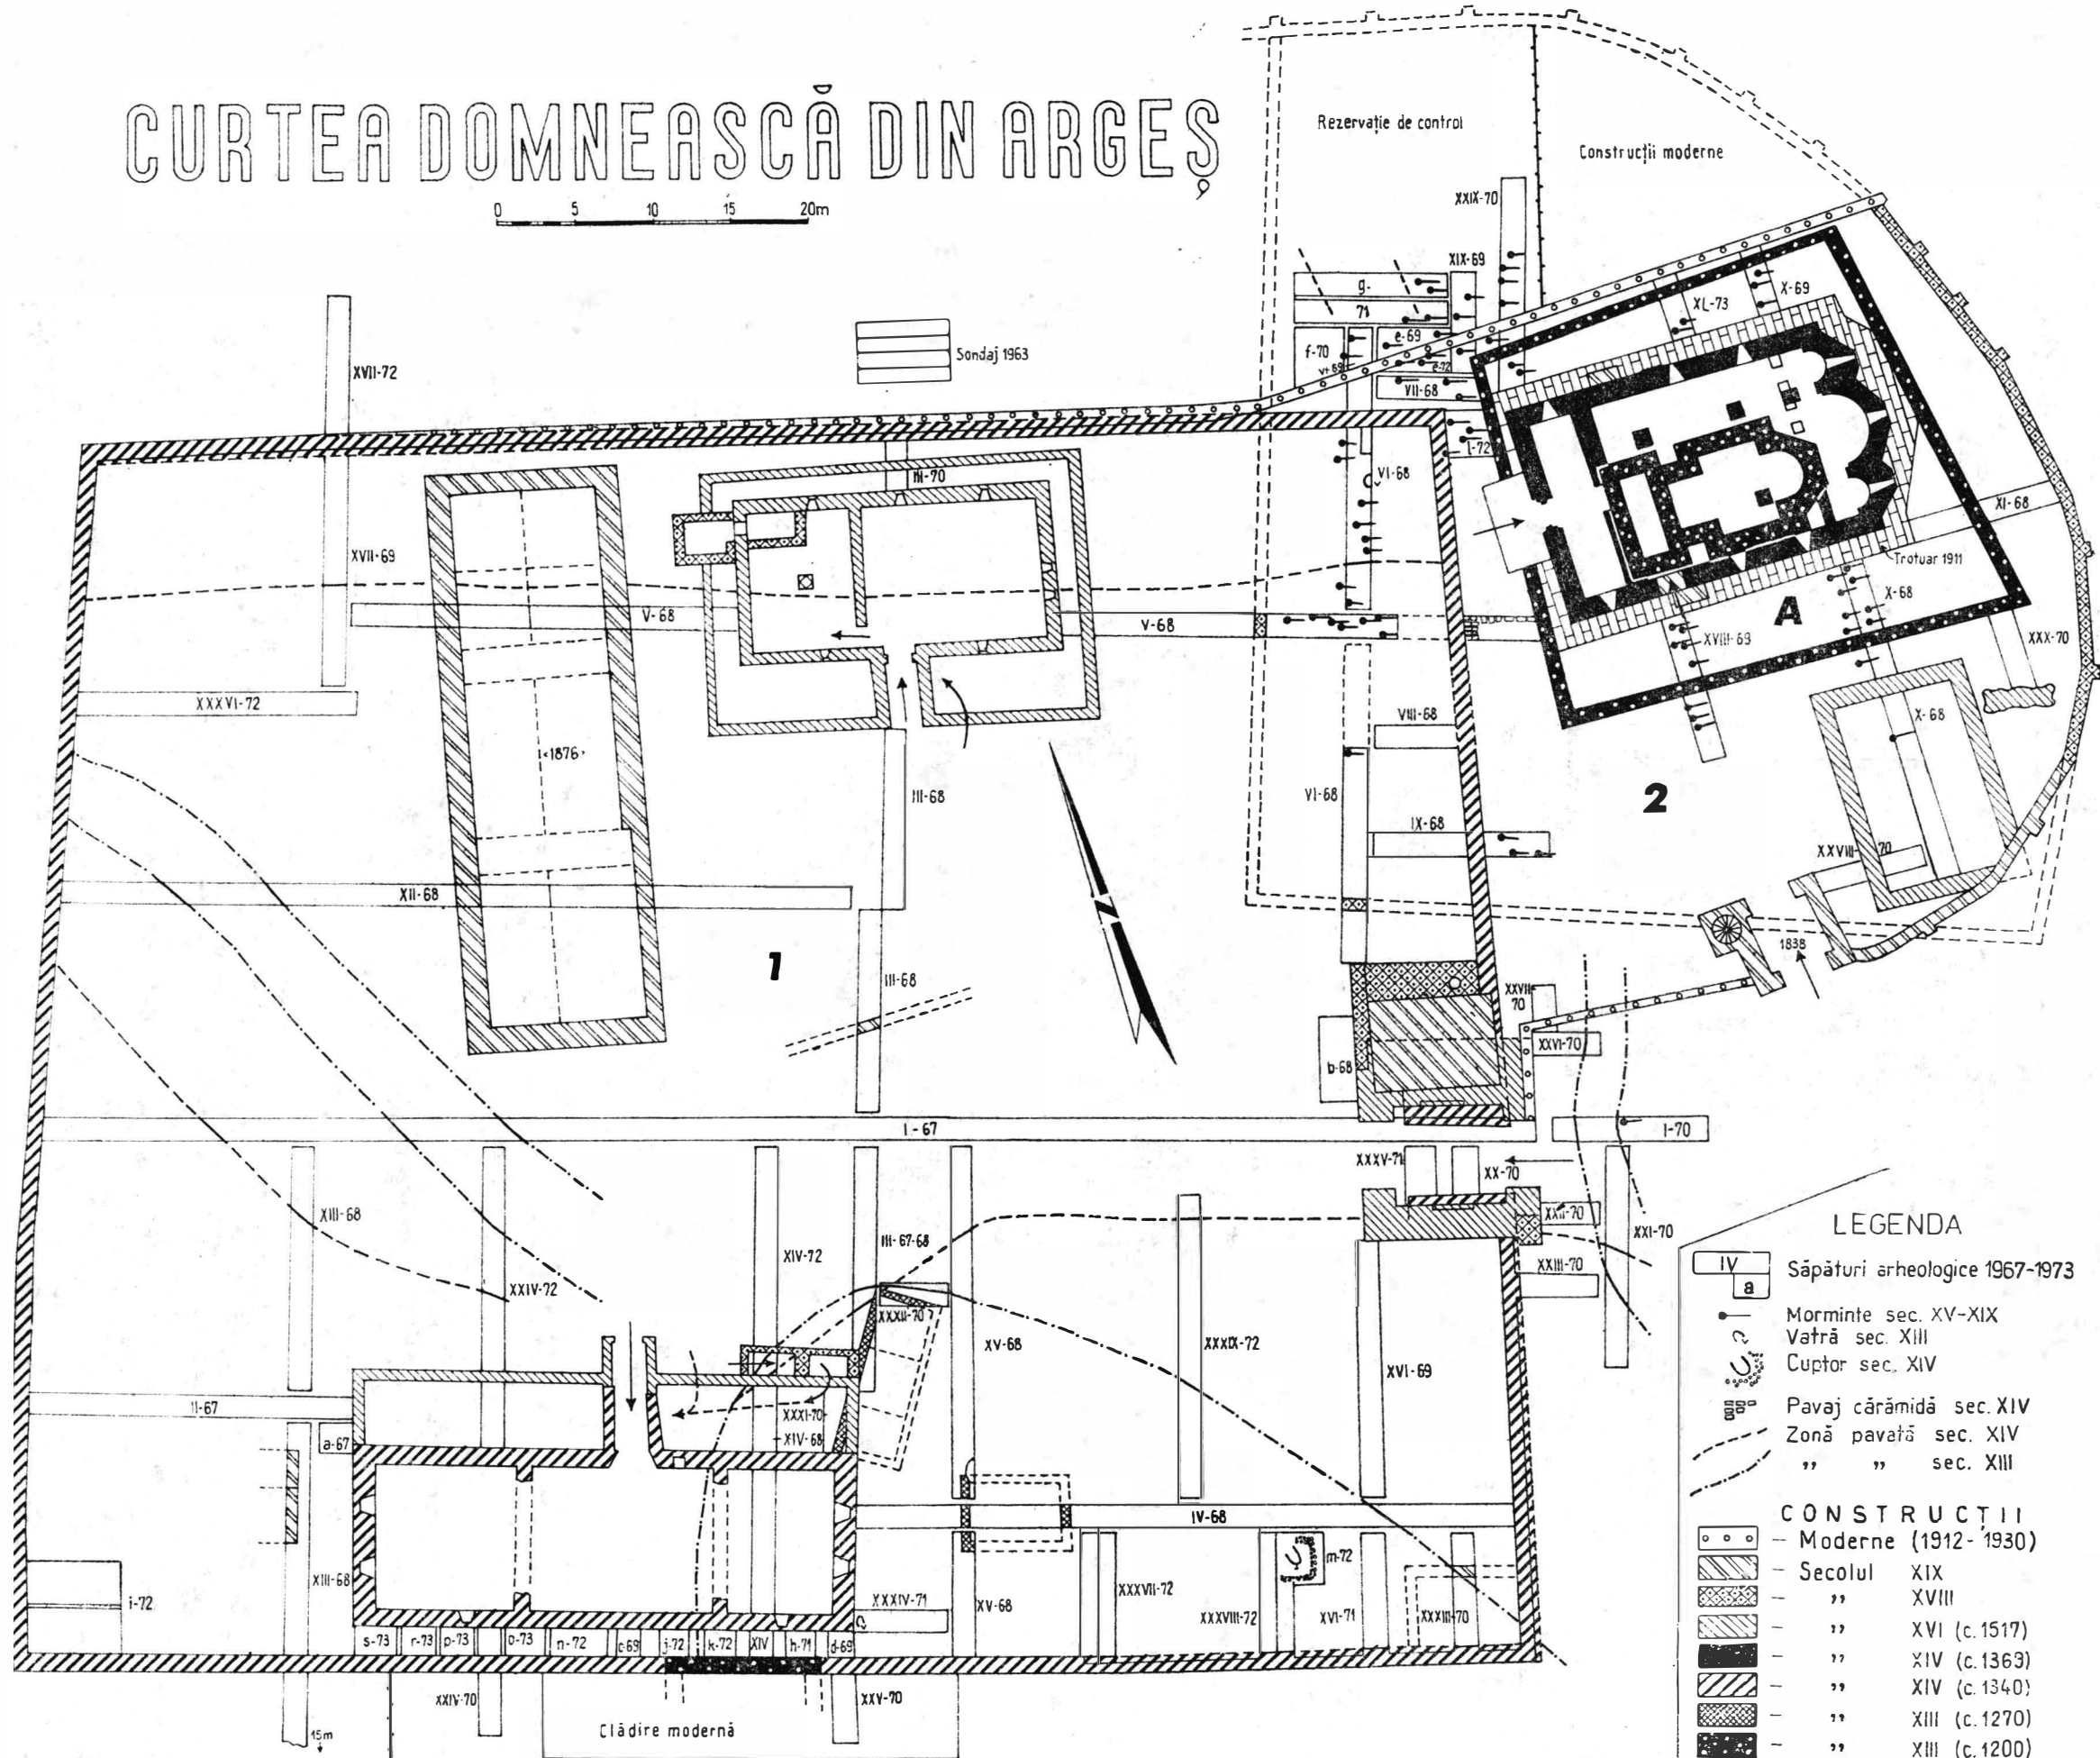 CURTEA DOMNEASCĂ DIN ARGEȘ
0 5 10 15 20m
Rezervație de control
Construcții moderne
XXIX-70
XIX-69
g-
71
XL-73
X-69
f-70
e-69
e-72
VII-68
XVII-72
Sondaj 1963
l-72
III-70
VI-68
XI-68
XVII-69
Trotuar 1911
V-68
V-68
X-68
A
XVIII-69
XXX-70
XXXVI-72
VIII-68
X-68
<1876>
III-68
VI-68
2
IX-68
XXVIII-70
XII-68
N
1838
1
III-68
XXVII-
70
XXVI-70
b-68
I-67
I-70
XXXV-71
XX-70
XIII-68
XIV-72
III-67-68
XXII-70
XXI-70
XXIV-72
XXIII-70
XXXII-70
XV-68
XXXIX-72
XVI-69
II-67
XXXI-70
a-67
XIV-68
IV-68
m-72
XIII-68
i-72
XXXIV-71
XV-68
XXXVII-72
XXXVIII-72
XVI-71
XXXIII-70
s-73 r-73 p-73 o-73 n-72 c-69 j-72 k-72 XIV h-71 d-69
XXIV-70
XXV-70
15m
Clădire modernă
LEGENDA
IV
a
Săpături arheologice 1967-1973
Morminte sec. XV-XIX
Vatră sec. XIII
Cuptor sec. XIV
Pavaj cărămidă sec. XIV
Zonă pavată sec. XIV
,, ,, sec. XIII
CONSTRUCȚII
– Moderne (1912-1930)
– Secolul XIX
– ,, XVIII
– ,, XVI (c.1517)
– ,, XIV (c.1363)
– ,, XIV (c.1340)
– ,, XIII (c.1270)
– ,, XIII (c.1200)